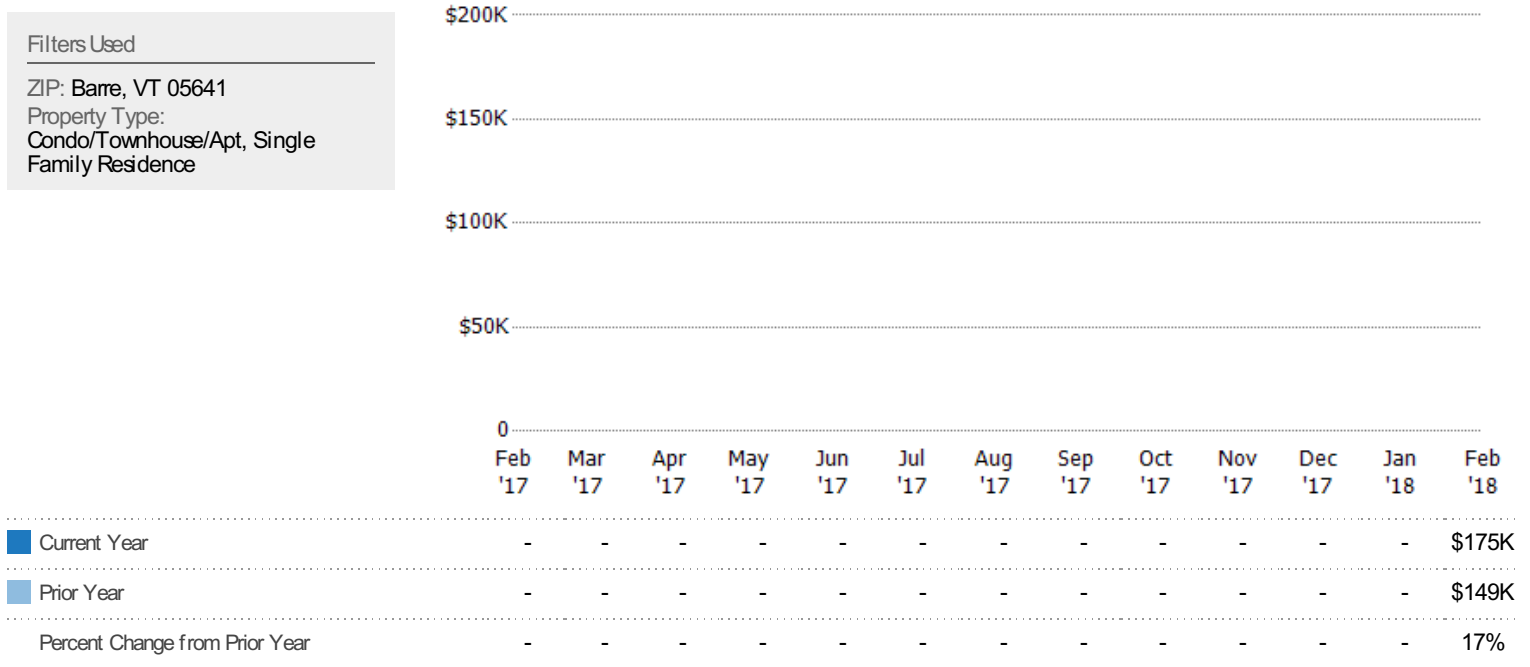 Filters Used
ZIP: Barre, VT 05641
Property Type:
Condo/Townhouse/Apt, Single
Family Residence
$200K
$150K
$100K
$50K
0
Feb Mar Apr May Jun Jul Aug Sep Oct Nov Dec Jan Feb
'17 '17 '17 '17 '17 '17 '17 '17 '17 '17 '17 '18 '18
Current Year - - - - - - - - - - - - $175K
Prior Year - - - - - - - - - - - - $149K
Percent Change from Prior Year - - - - - - - - - - - - 17%